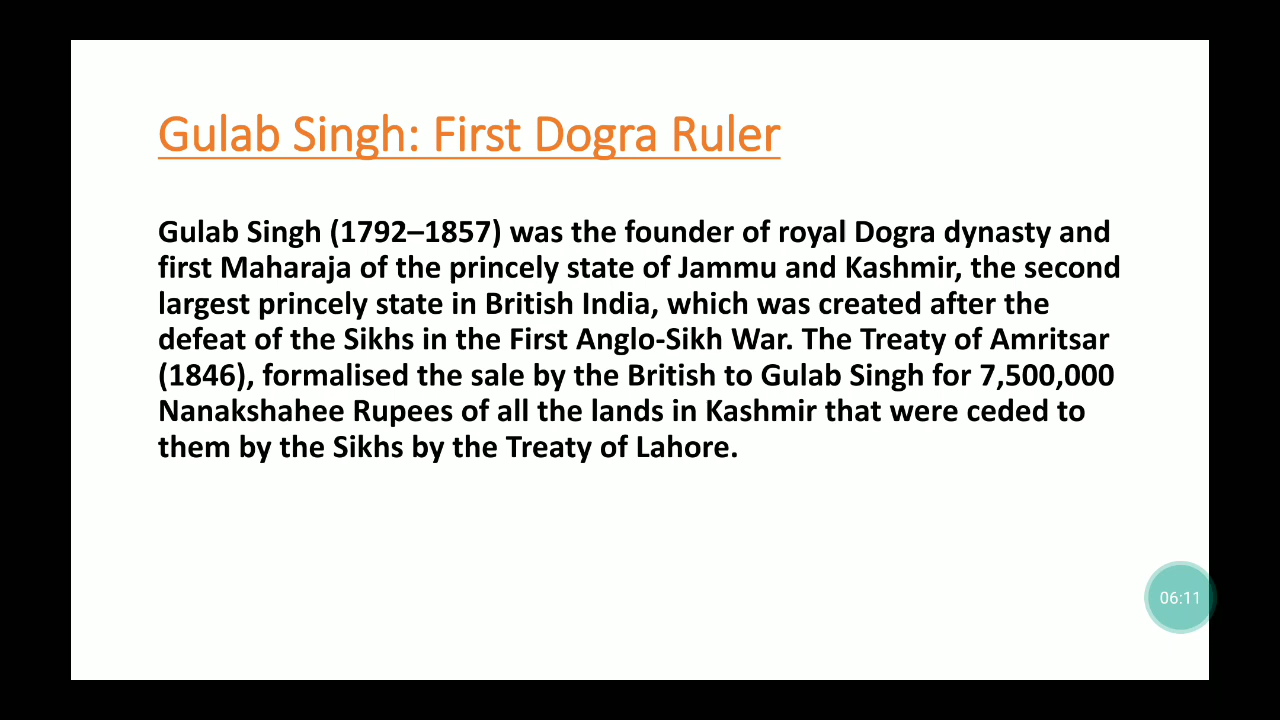 Gulab Singh: First Dogra Ruler
Gulab Singh (1792–1857) was the founder of royal Dogra dynasty and
first Maharaja of the princely state of Jammu and Kashmir, the second
largest princely state in British India, which was created after the
defeat of the Sikhs in the First Anglo-Sikh War. The Treaty of Amritsar
(1846), formalised the sale by the British to Gulab Singh for 7,500,000
Nanakshahee Rupees of all the lands in Kashmir that were ceded to
them by the Sikhs by the Treaty of Lahore.
06:11